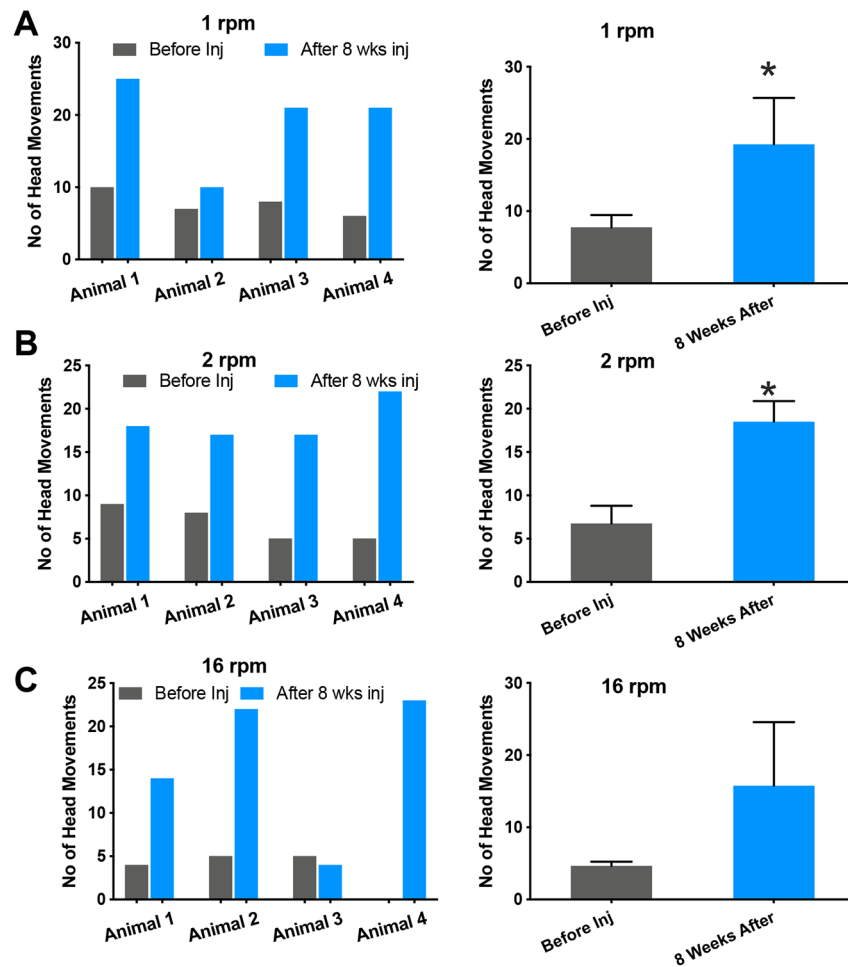 A
1 rpm
Before Inj
After 8 wks inj
No of Head Movements
30
20
10
0
Animal 1
Animal 2
Animal 3
Animal 4
1 rpm
No of Head Movements
30
20
10
0
*
Before Inj
8 Weeks After
B
2 rpm
Before Inj
After 8 wks inj
No of Head Movements
25
20
15
10
5
0
Animal 1
Animal 2
Animal 3
Animal 4
2 rpm
No of Head Movements
25
20
15
10
5
0
*
Before Inj
8 Weeks After
C
16 rpm
Before Inj
After 8 wks inj
No of Head Movements
25
20
15
10
5
0
Animal 1
Animal 2
Animal 3
Animal 4
16 rpm
No of Head Movements
30
20
10
0
Before Inj
8 Weeks After